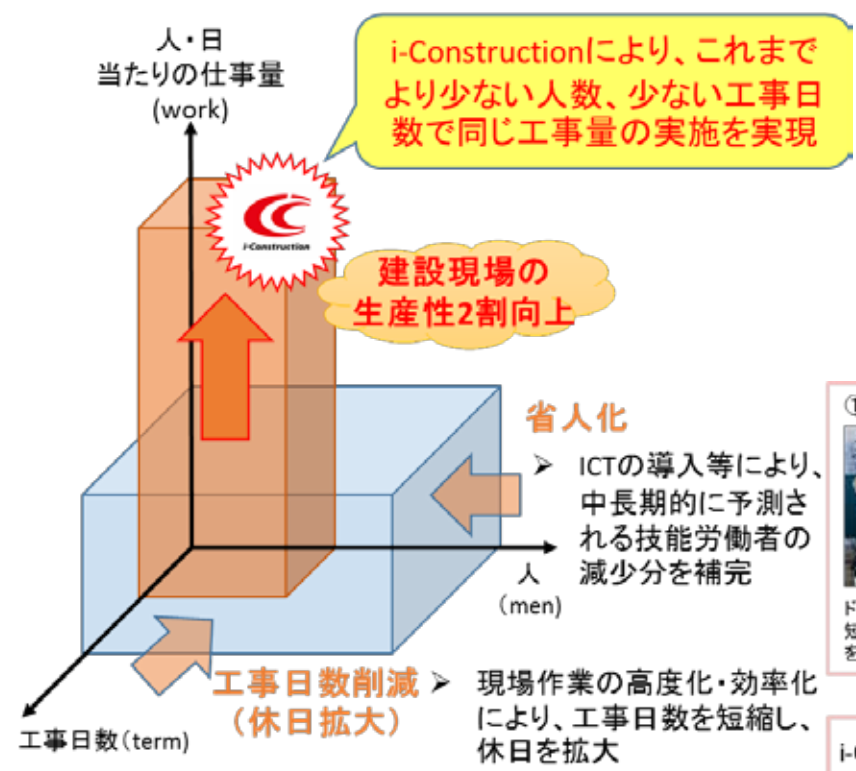 人・日
当たりの仕事量
(work)
i-Constructionにより、これまで
より少ない人数、少ない工事日
数で同じ工事量の実施を実現
i-Construction
建設現場の
生産性2割向上
省人化
➢ ICTの導入等により、
中長期的に予測さ
れる技能労働者の
減少分を補完
人
(men)
工事日数削減
(休日拡大)
➢ 現場作業の高度化・効率化
により、工事日数を短縮し、
休日を拡大
工事日数(term)
①
ド
短
を